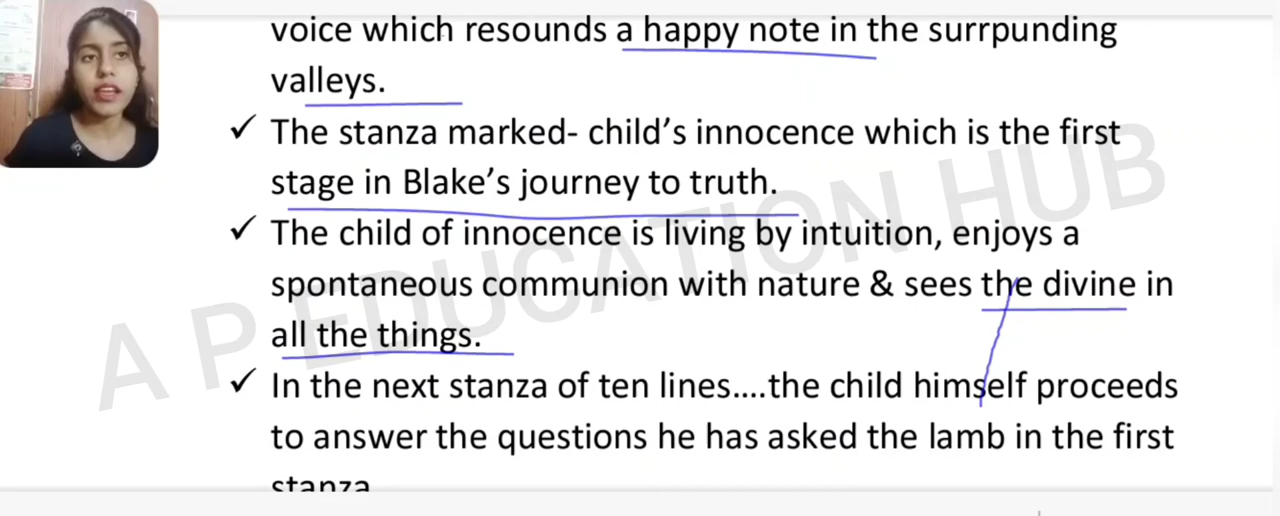 voice which resounds a happy note in the surrpunding
valleys.
✓ The stanza marked- child's innocence which is the first
stage in Blake's journey to truth.
✓ The child of innocence is living by intuition, enjoys a
spontaneous communion with nature & sees the divine in
all the things.
✓ In the next stanza of ten lines....the child himself proceeds
to answer the questions he has asked the lamb in the first
stanza
A P EDUCATION HUB